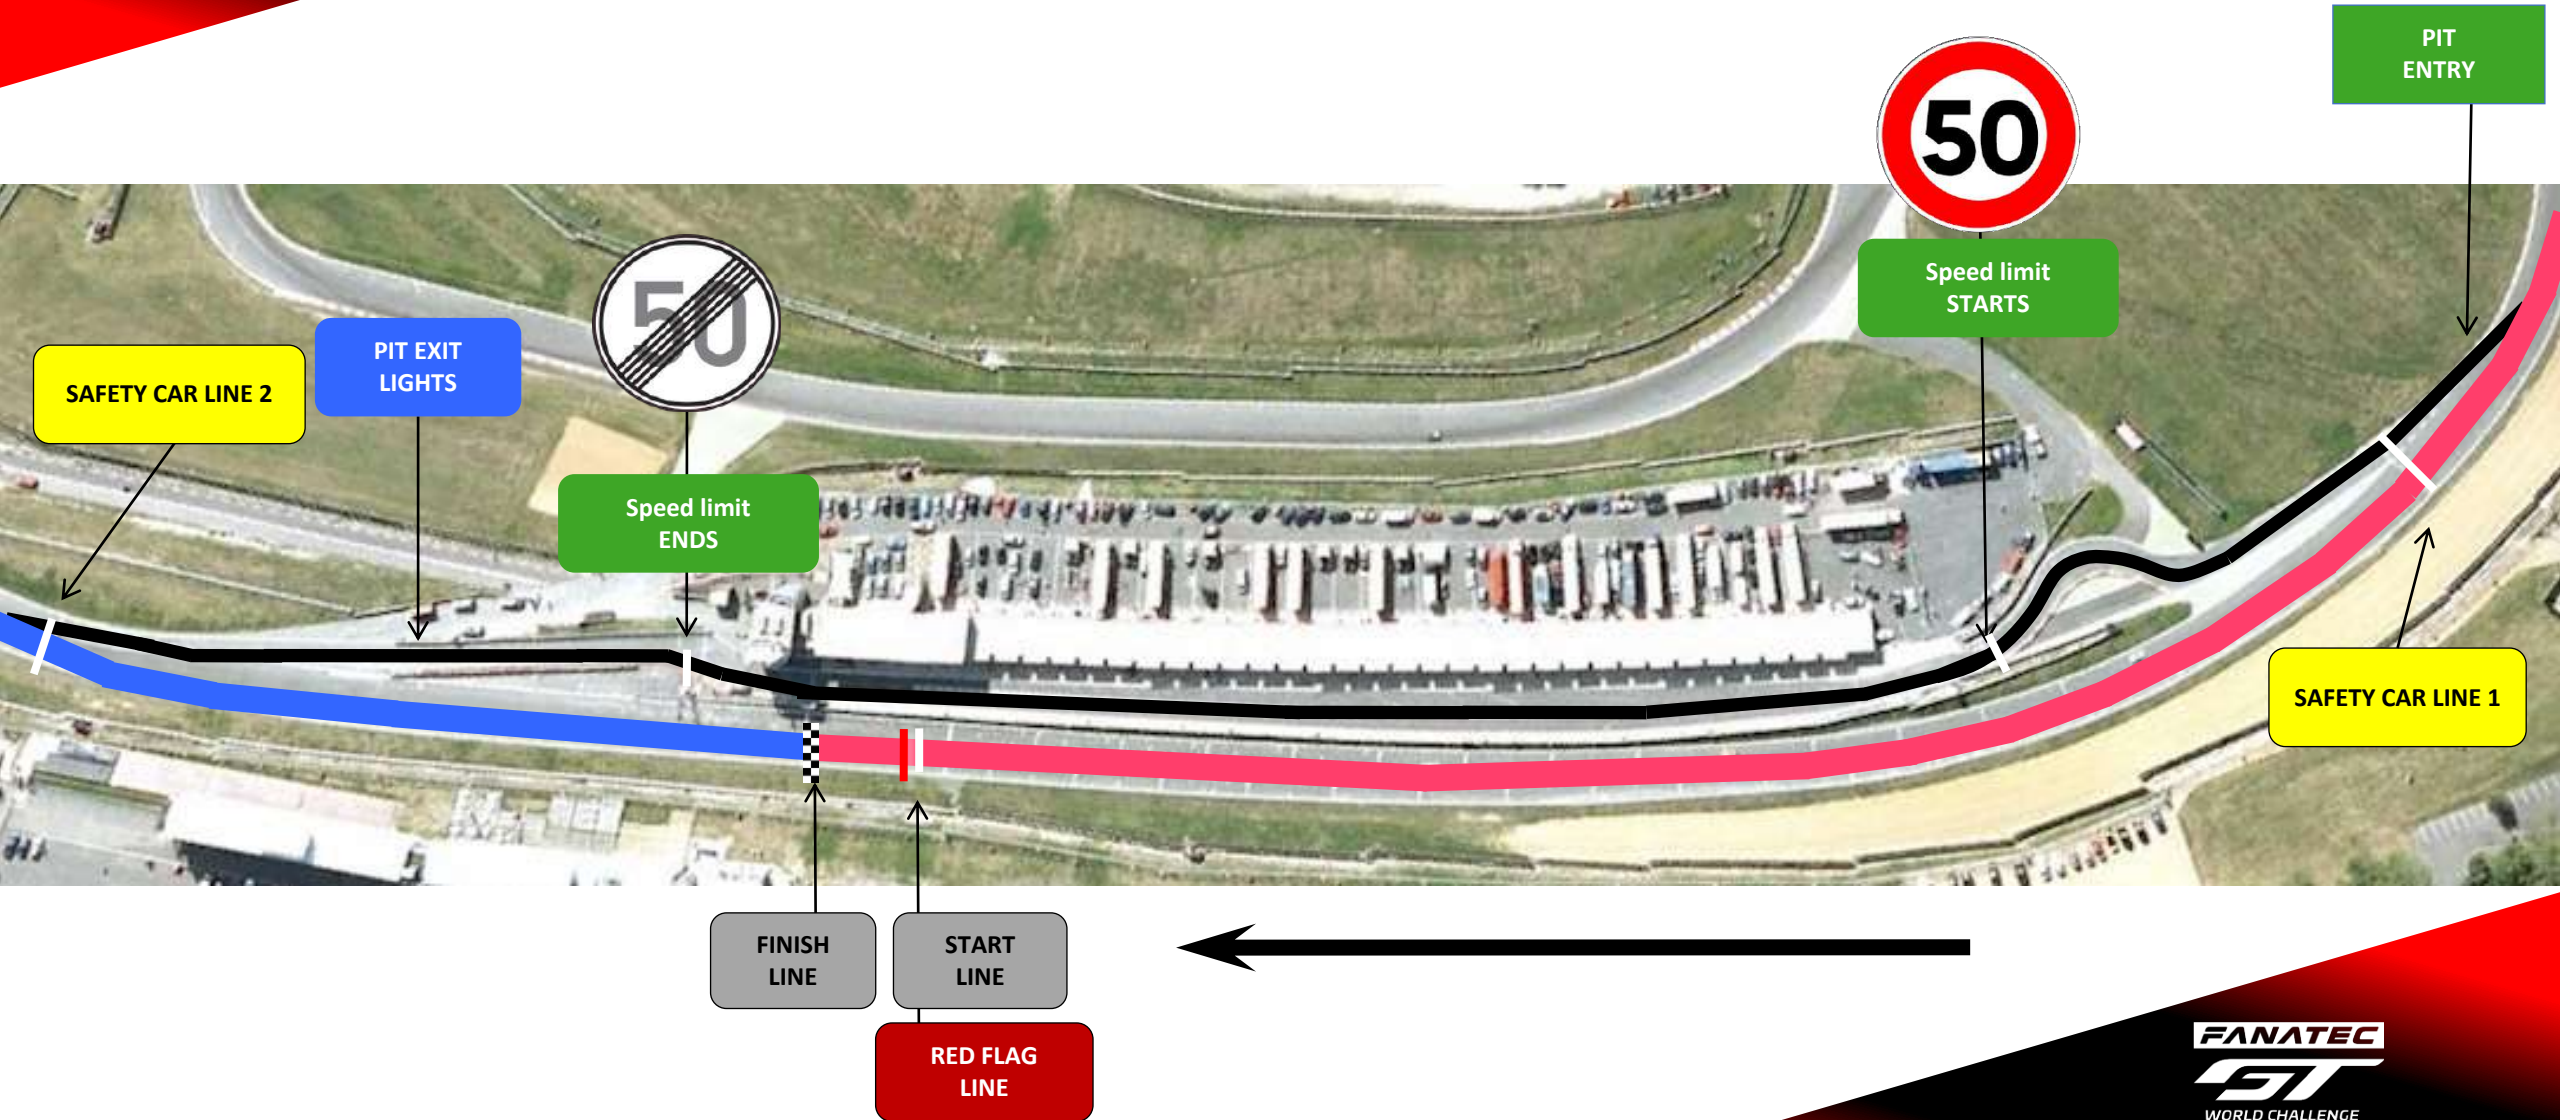 PIT
ENTRY
50
Speed limit
STARTS
50
PIT EXIT
LIGHTS
SAFETY CAR LINE 2
Speed limit
ENDS
SAFETY CAR LINE 1
FINISH
LINE
START
LINE
RED FLAG
LINE
FANATEC
GT
WORLD CHALLENGE